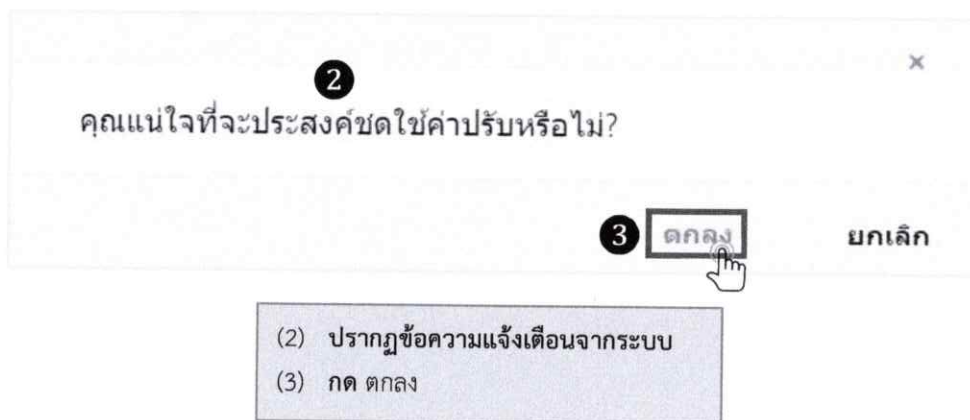 ×
2
คุณแน่ใจที่จะประสงค์ชดใช้ค่าปรับหรือไม่?
3 ตกลง ยกเลิก
(2) ปรากฏข้อความแจ้งเตือนจากระบบ
(3) กด ตกลง